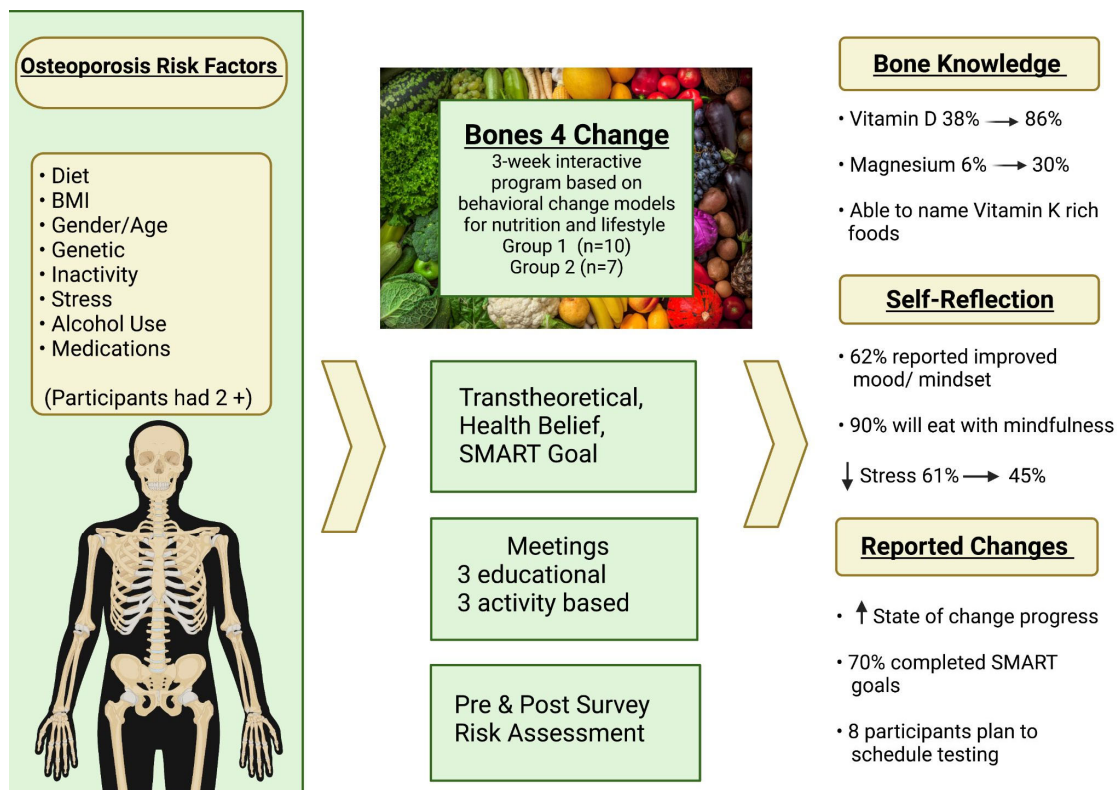 Osteoporosis Risk Factors
• Diet
• BMI
• Gender/Age
• Genetic
• Inactivity
• Stress
• Alcohol Use
• Medications
(Participants had 2 +)
Bones 4 Change
3-week interactive
program based on
behavioral change models
for nutrition and lifestyle
Group 1 (n=10)
Group 2 (n=7)
Transtheoretical,
Health Belief,
SMART Goal
Meetings
3 educational
3 activity based
Pre & Post Survey
Risk Assessment
Bone Knowledge
• Vitamin D 38% → 86%
• Magnesium 6% → 30%
• Able to name Vitamin K rich
foods
Self-Reflection
• 62% reported improved
mood/ mindset
• 90% will eat with mindfulness
↓ Stress 61% → 45%
Reported Changes
• ↑ State of change progress
• 70% completed SMART
goals
• 8 participants plan to
schedule testing